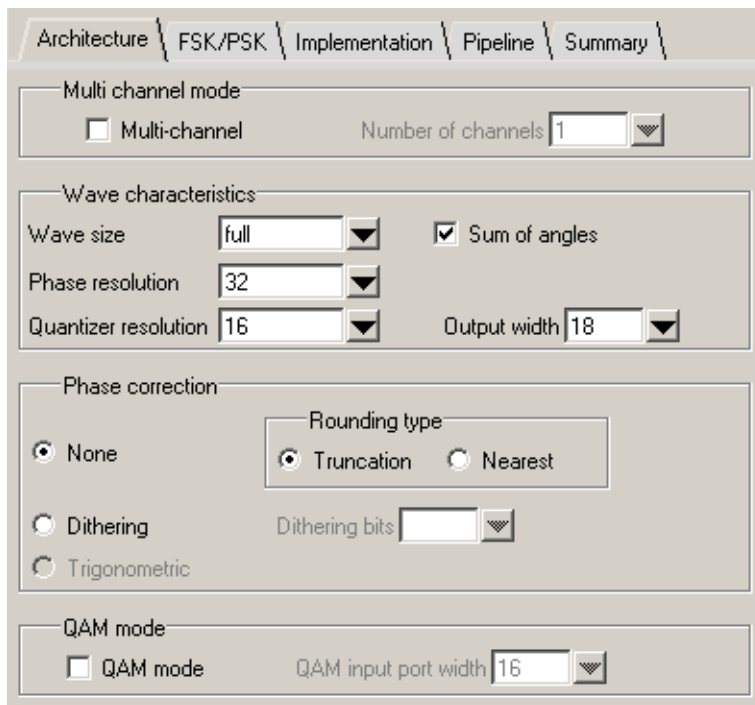 Architecture FSK/PSK Implementation Pipeline Summary
Multi channel mode
Multi-channel Number of channels 1
Wave characteristics
Wave size full Sum of angles
Phase resolution 32
Quantizer resolution 16 Output width 18
Phase correction
Rounding type
None Truncation Nearest
Dithering Dithering bits
Trigonometric
QAM mode
QAM mode QAM input port width 16